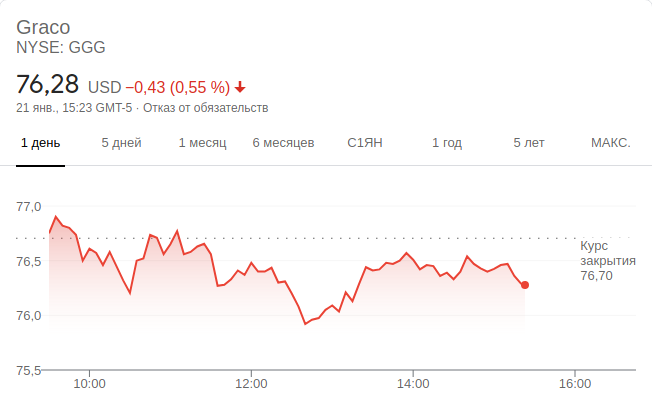 Graco
NYSE: GGG
76,28 USD −0,43 (0,55 %)
21 янв., 15:23 GMT-5 · Отказ от обязательств
1 день 5 дней 1 месяц 6 месяцев С1ЯН 1 год 5 лет МАКС.
77,0
76,5
76,0
75,5
Курс
закрытия
76,70
10:00 12:00 14:00 16:00